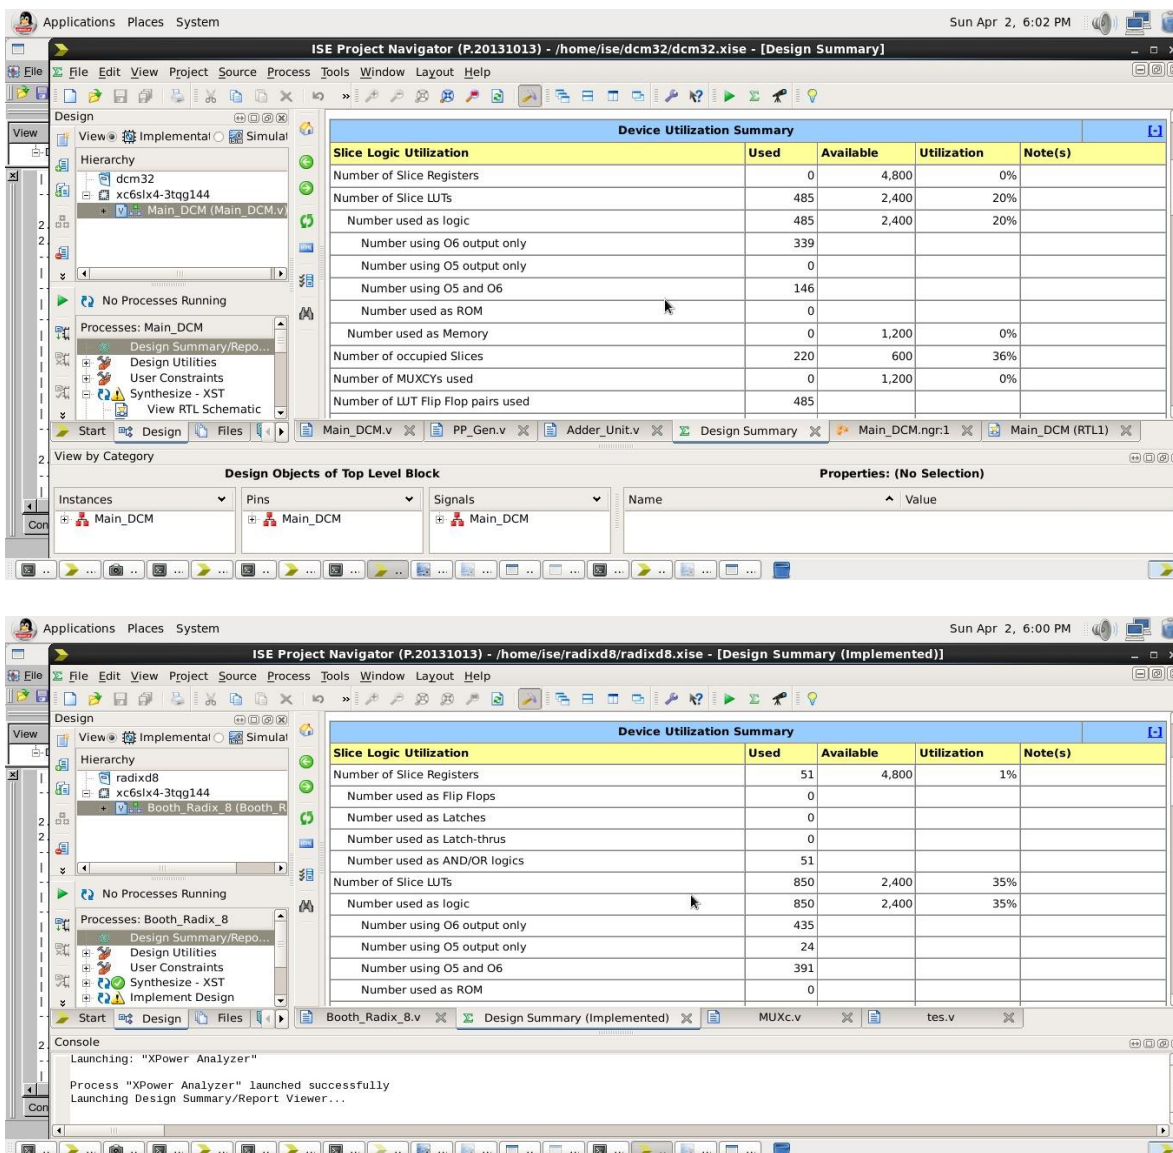 Applications Places System Sun Apr 2, 6:02 PM
ISE Project Navigator (P.20131013) - /home/ise/dcm32/dcm32.xise - [Design Summary]
File File Edit View Project Source Process Tools Window Layout Help
Design
View View Implementat Simulat
Hierarchy
dcm32
xc6slx4-3tqg144
Main_DCM (Main_DCM.v)
No Processes Running
Processes: Main_DCM
Design Summary/Repo...
Design Utilities
User Constraints
Synthesize - XST
View RTL Schematic
Device Utilization Summary [-]
Slice Logic Utilization Used Available Utilization Note(s)
Number of Slice Registers 0 4,800 0%
Number of Slice LUTs 485 2,400 20%
Number used as logic 485 2,400 20%
Number using O6 output only 339
Number using O5 output only 0
Number using O5 and O6 146
Number used as ROM 0
Number used as Memory 0 1,200 0%
Number of occupied Slices 220 600 36%
Number of MUXCYs used 0 1,200 0%
Number of LUT Flip Flop pairs used 485
Start Design Files Main_DCM.v PP_Gen.v Adder_Unit.v Design Summary Main_DCM.ngr:1 Main_DCM (RTL1)
View by Category
Design Objects of Top Level Block Properties: (No Selection)
Instances Pins Signals Name Value
Con Main_DCM Main_DCM Main_DCM
Applications Places System Sun Apr 2, 6:00 PM
ISE Project Navigator (P.20131013) - /home/ise/radixd8/radixd8.xise - [Design Summary (Implemented)]
File File Edit View Project Source Process Tools Window Layout Help
Design
View View Implementat Simulat
Hierarchy
radixd8
xc6slx4-3tqg144
Booth_Radix_8 (Booth_R
No Processes Running
Processes: Booth_Radix_8
Design Summary/Repo...
Design Utilities
User Constraints
Synthesize - XST
Implement Design
Device Utilization Summary [-]
Slice Logic Utilization Used Available Utilization Note(s)
Number of Slice Registers 51 4,800 1%
Number used as Flip Flops 0
Number used as Latches 0
Number used as Latch-thrus 0
Number used as AND/OR logics 51
Number of Slice LUTs 850 2,400 35%
Number used as logic 850 2,400 35%
Number using O6 output only 435
Number using O5 output only 24
Number using O5 and O6 391
Number used as ROM 0
Start Design Files Booth_Radix_8.v Design Summary (Implemented) MUXc.v tes.v
Console
Launching: "XPower Analyzer"
Process "XPower Analyzer" launched successfully
Launching Design Summary/Report Viewer...
Con